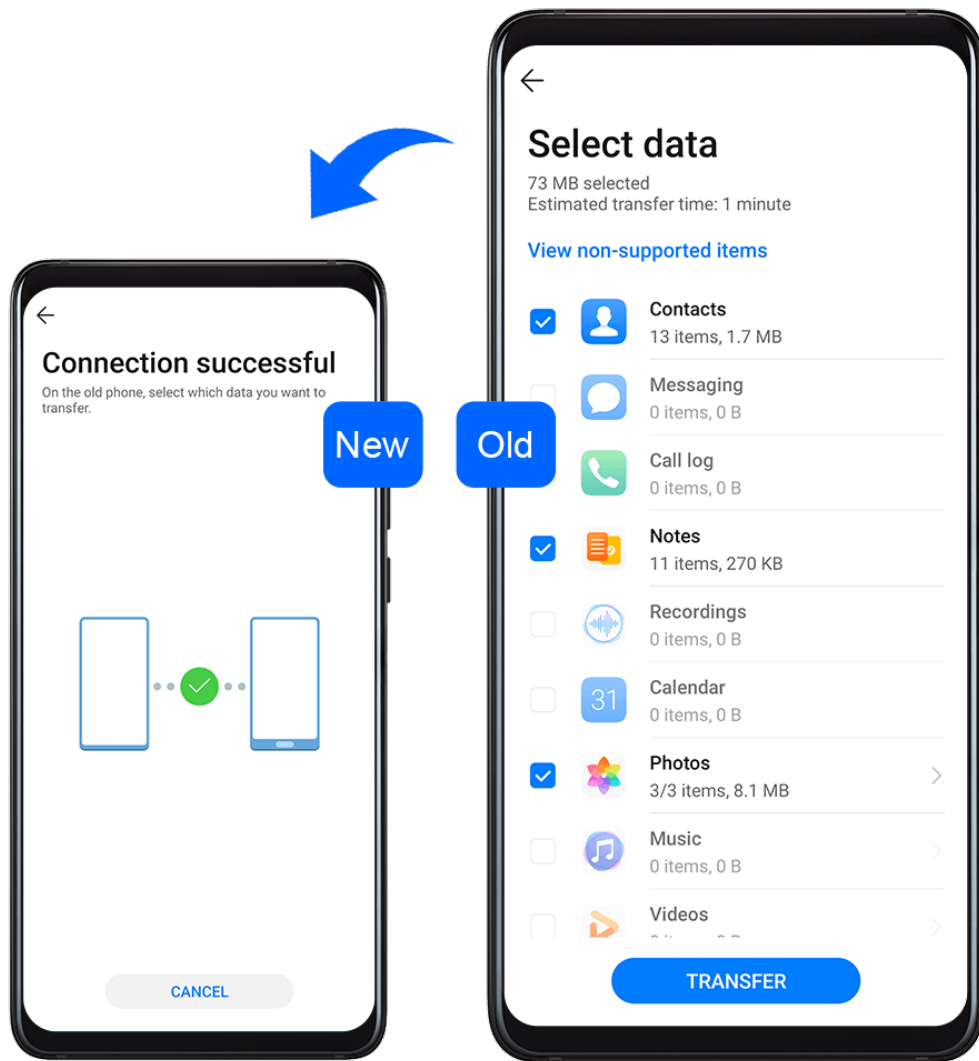 Connection successful
On the old phone, select which data you want to
transfer.
New
CANCEL
Old
Select data
73 MB selected
Estimated transfer time: 1 minute
View non-supported items
Contacts
13 items, 1.7 MB
Messaging
0 items, 0 B
Call log
0 items, 0 B
Notes
11 items, 270 KB
Recordings
0 items, 0 B
31
Calendar
0 items, 0 B
Photos
3/3 items, 8.1 MB
Music
0 items, 0 B
Videos
TRANSFER